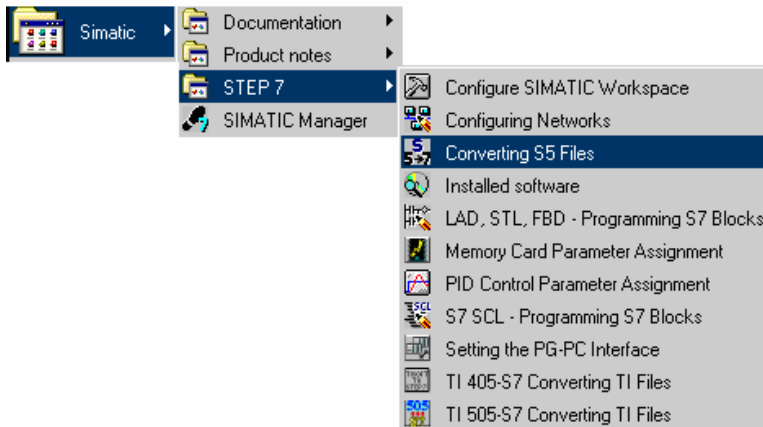 Simatic
Documentation
Product notes
STEP 7
SIMATIC Manager
Configure SIMATIC Workspace
Configuring Networks
Converting S5 Files
Installed software
LAD, STL, FBD - Programming S7 Blocks
Memory Card Parameter Assignment
PID Control Parameter Assignment
S7 SCL - Programming S7 Blocks
Setting the PG-PC Interface
TI 405-S7 Converting TI Files
TI 505-S7 Converting TI Files